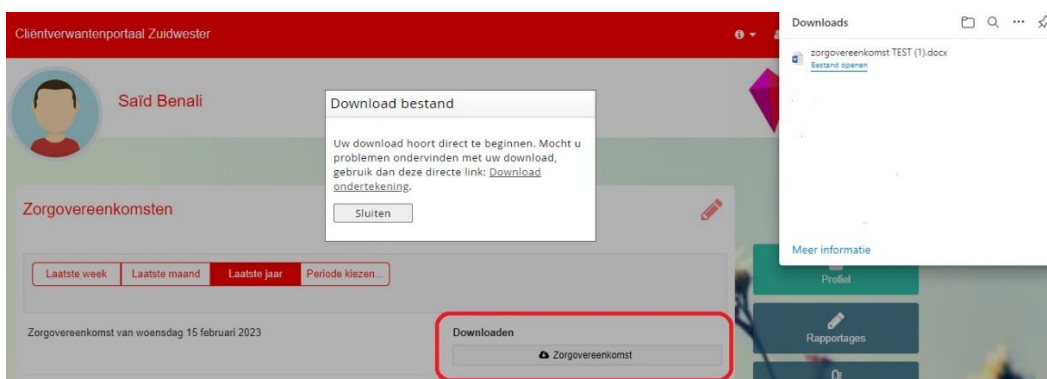 Cliëntverwantenportaal Zuidwester
Saïd Benali
Download bestand
Uw download hoort direct te beginnen. Mocht u
problemen ondervinden met uw download,
gebruik dan deze directe link: Download
ondertekening.
Sluiten
Zorgovereenkomsten
Laatste week
Laatste maand
Laatste jaar
Periode kiezen...
Zorgovereenkomst van woensdag 15 februari 2023
Downloaden
Zorgovereenkomst
Downloads
zorgovereenkomst TEST (1).docx
Bestand openen
Meer informatie
Profiel
Rapportages